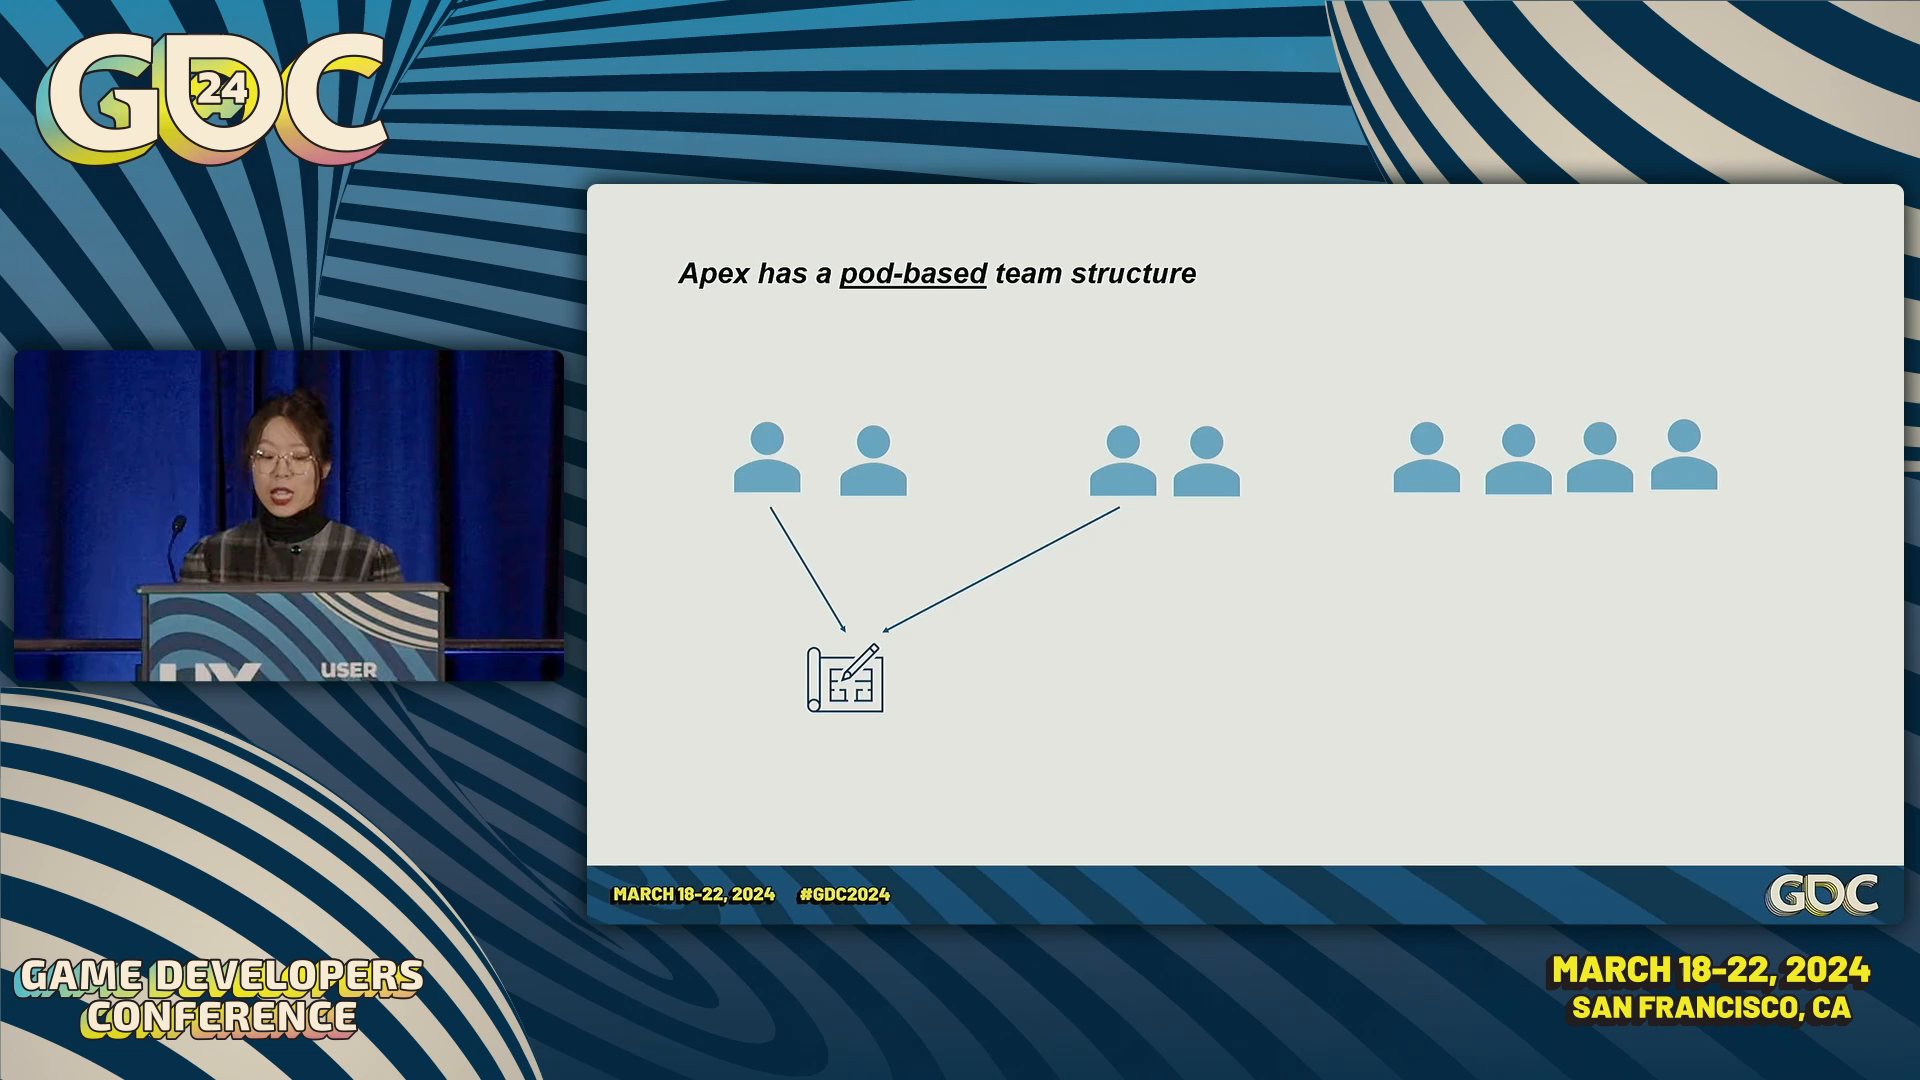 GDC
24
Apex has a pod-based team structure
UX
USER
MARCH 18-22, 2024 #GDC2024
GDC
GAME DEVELOPERS
CONFERENCE
MARCH 18-22, 2024
SAN FRANCISCO, CA